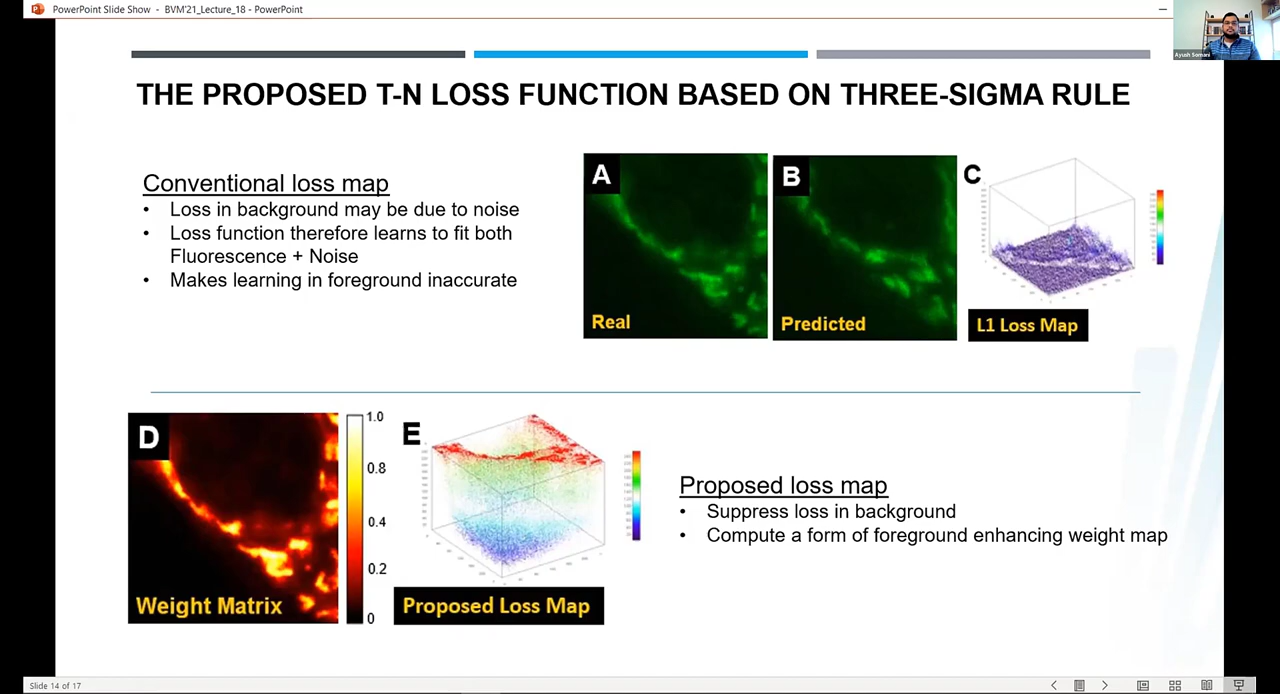 PowerPoint Slide Show - BVM'21_Lecture_18 - PowerPoint
Ayush Somani
THE PROPOSED T-N LOSS FUNCTION BASED ON THREE-SIGMA RULE
Conventional loss map
• Loss in background may be due to noise
• Loss function therefore learns to fit both
Fluorescence + Noise
• Makes learning in foreground inaccurate
A
Real
B
Predicted
C
L1 Loss Map
D
Weight Matrix
1.0
0.8
0.4
0.2
0
E
Proposed Loss Map
Proposed loss map
• Suppress loss in background
• Compute a form of foreground enhancing weight map
Slide 14 of 17